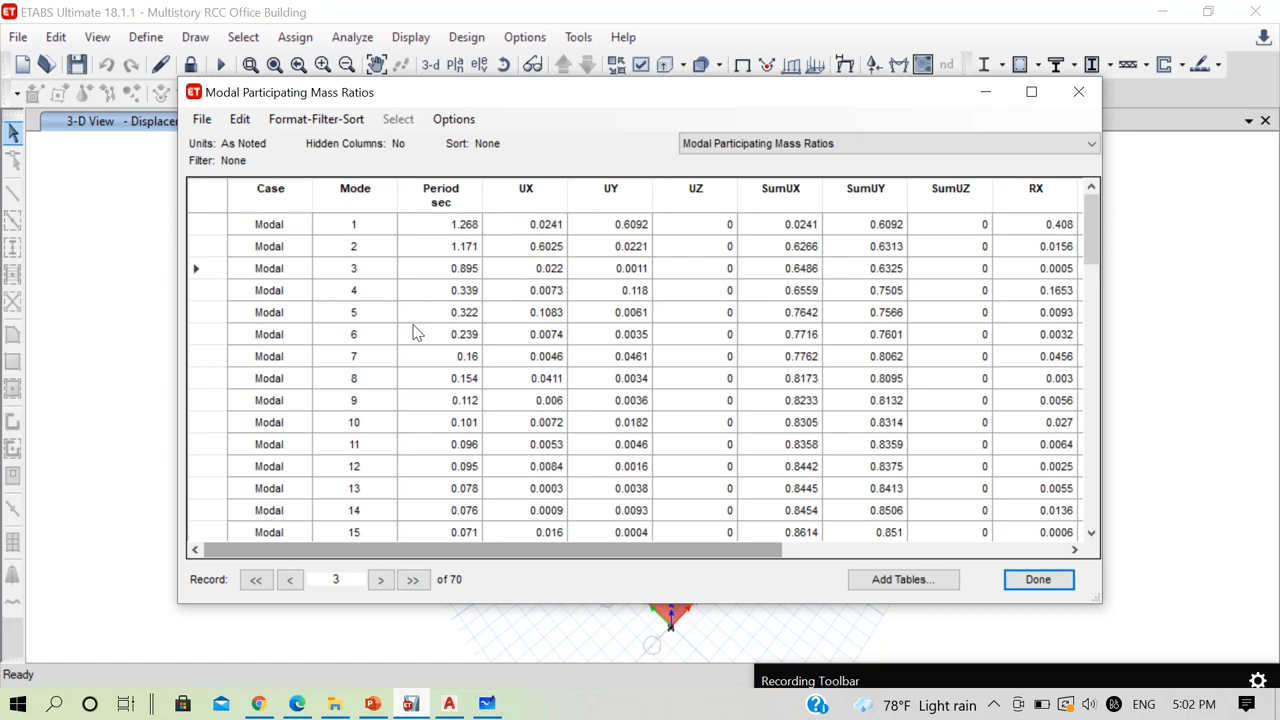 ETABS Ultimate 18.1.1 - Multistory RCC Office Building
File Edit View Define Draw Select Assign Analyze Display Design Options Tools Help
3-d Pla ele nd
3-D View - Displacem
Modal Participating Mass Ratios
File Edit Format-Filter-Sort Select Options
Units: As Noted Hidden Columns: No Sort: None Modal Participating Mass Ratios
Filter: None
Case Mode Period UX UY UZ SumUX SumUY SumUZ RX
sec
Modal 1 1.268 0.0241 0.6092 0 0.0241 0.6092 0 0.408
Modal 2 1.171 0.6025 0.0221 0 0.6266 0.6313 0 0.0156
Modal 3 0.895 0.022 0.0011 0 0.6486 0.6325 0 0.0005
Modal 4 0.339 0.0073 0.118 0 0.6559 0.7505 0 0.1653
Modal 5 0.322 0.1083 0.0061 0 0.7642 0.7566 0 0.0093
Modal 6 0.239 0.0074 0.0035 0 0.7716 0.7601 0 0.0032
Modal 7 0.16 0.0046 0.0461 0 0.7762 0.8062 0 0.0456
Modal 8 0.154 0.0411 0.0034 0 0.8173 0.8095 0 0.003
Modal 9 0.112 0.006 0.0036 0 0.8233 0.8132 0 0.0056
Modal 10 0.101 0.0072 0.0182 0 0.8305 0.8314 0 0.027
Modal 11 0.096 0.0053 0.0046 0 0.8358 0.8359 0 0.0064
Modal 12 0.095 0.0084 0.0016 0 0.8442 0.8375 0 0.0025
Modal 13 0.078 0.0003 0.0038 0 0.8445 0.8413 0 0.0055
Modal 14 0.076 0.0009 0.0093 0 0.8454 0.8506 0 0.0136
Modal 15 0.071 0.016 0.0004 0 0.8614 0.851 0 0.0006
Record: << < 3 > >> of 70 Add Tables... Done
Ready
Recording Toolbar
78°F Light rain ENG 5:02 PM